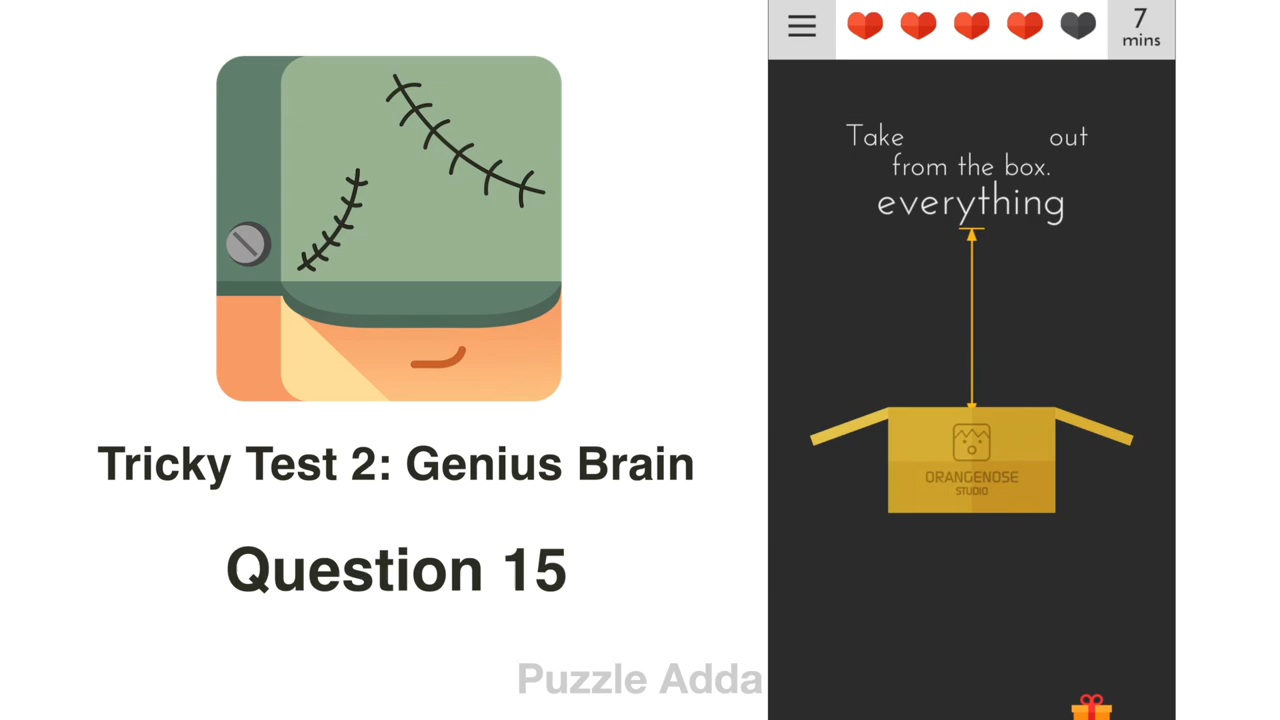 Tricky Test 2: Genius Brain
Question 15
Puzzle Adda
7
mins
Take out
from the box.
everything
ORANGENOSE
STUDIO